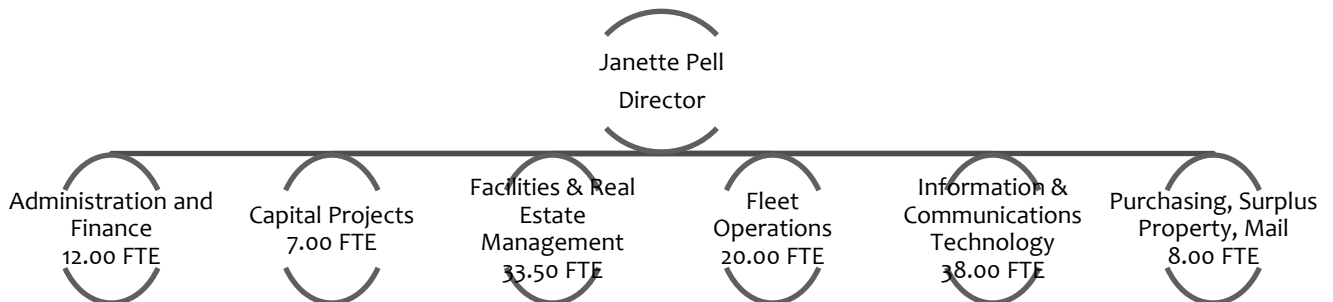 Janette Pell
Director
Administration and
Finance
12.00 FTE
Capital Projects
7.00 FTE
Facilities & Real
Estate
Management
33.50 FTE
Fleet
Operations
20.00 FTE
Information &
Communications
Technology
38.00 FTE
Purchasing, Surplus
Property, Mail
8.00 FTE